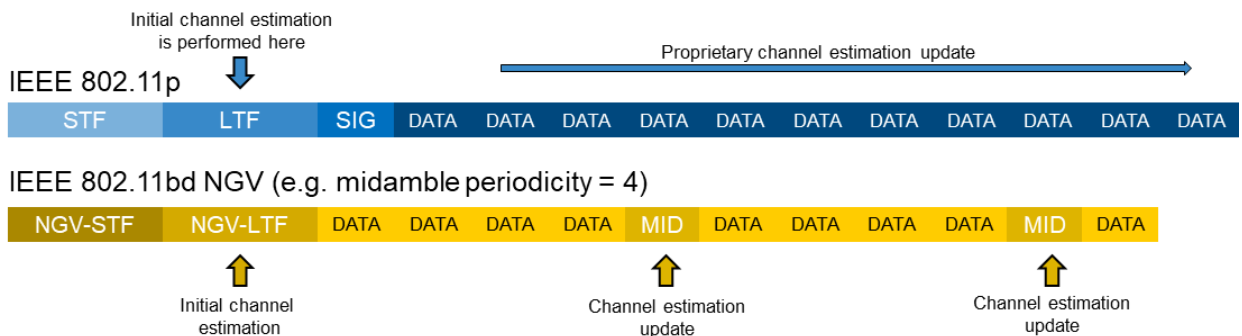 Initial channel estimation
is performed here
Proprietary channel estimation update
IEEE 802.11p
STF LTF SIG DATA DATA DATA DATA DATA DATA DATA DATA DATA DATA DATA
IEEE 802.11bd NGV (e.g. midamble periodicity = 4)
NGV-STF NGV-LTF DATA DATA DATA DATA MID DATA DATA DATA DATA MID DATA
Initial channel
estimation
Channel estimation
update
Channel estimation
update